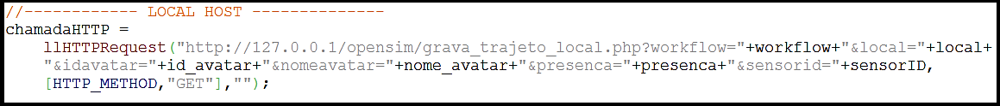 //------------ LOCAL HOST --------------
chamadaHTTP =
llHTTPRequest("http://127.0.0.1/opensim/grava_trajeto_local.php?workflow="+workflow+"&local="+local+
"&idavatar="+id_avatar+"&nomeavatar="+nome_avatar+"&presenca="+presenca+"&sensorid="+sensorID,
[HTTP_METHOD,"GET"],"");